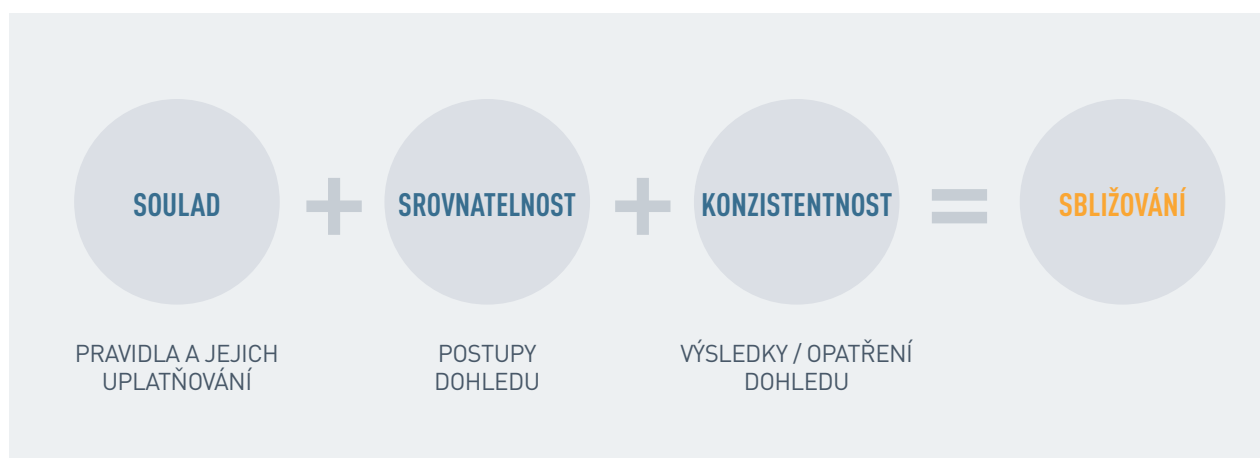 SOULAD + SROVNATELNOST + KONZISTENTNOST = SBLIŽOVÁNÍ
PRAVIDLA A JEJICH
UPLATŇOVÁNÍ
POSTUPY
DOHLEDU
VÝSLEDKY / OPATŘENÍ
DOHLEDU